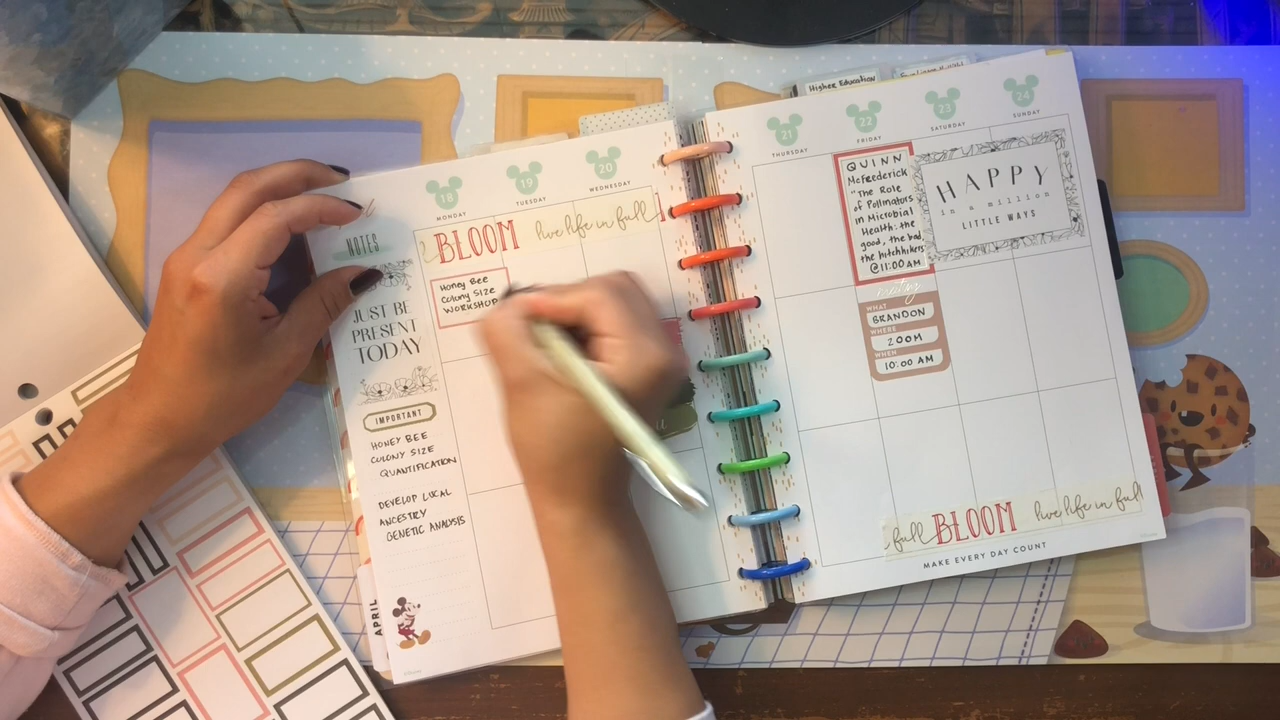 Higher Education
18
MONDAY
19
TUESDAY
20
WEDNESDAY
NOTES
JUST BE
PRESENT
TODAY
IMPORTANT
HONEY BEE
COLONY SIZE
QUANTIFICATION
DEVELOP LOCAL
ANCESTRY
GENETIC ANALYSIS
APRIL
BLOOM live life in full
Honey Bee
Colony Size
WORKSHOP
21
THURSDAY
22
FRIDAY
23
SATURDAY
24
SUNDAY
QUINN
McFrederick
"The Role
of Pollinators
in Microbial
Health: the
good, the bad,
the hitchhikers
@11:00 AM
HAPPY
in a million
LITTLE WAYS
WHAT
BRANDON
WHERE
ZOOM
WHEN
10:00 AM
full BLOOM live life in full
MAKE EVERY DAY COUNT